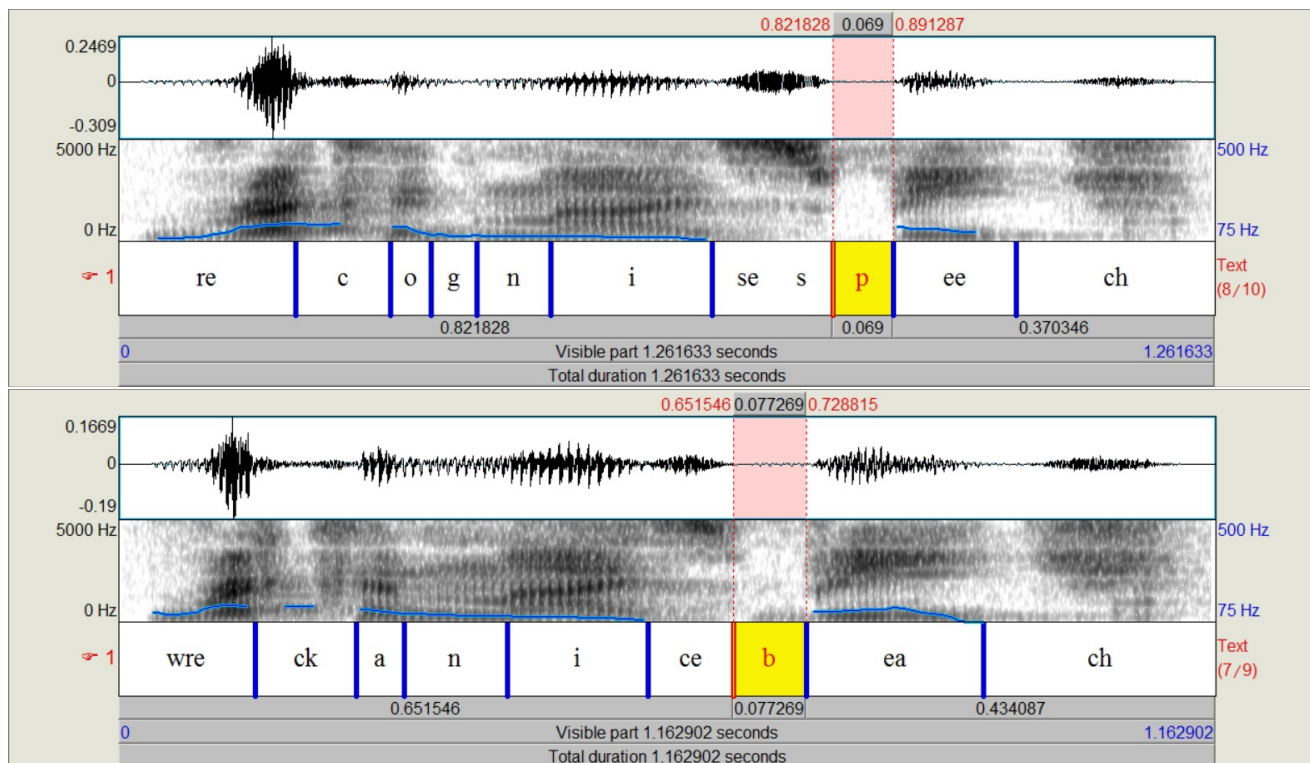 0.821828 0.069 0.891287
0.2469
0
-0.309
5000 Hz 500 Hz
0 Hz 75 Hz
☞ 1 re c o g n i se s p ee ch Text
(8/10)
0.821828 0.069 0.370346
0 Visible part 1.261633 seconds 1.261633
Total duration 1.261633 seconds
0.651546 0.077269 0.728815
0.1669
0
-0.19
5000 Hz 500 Hz
0 Hz 75 Hz
☞ 1 wre ck a n i ce b ea ch Text
(7/9)
0.651546 0.077269 0.434087
0 Visible part 1.162902 seconds 1.162902
Total duration 1.162902 seconds